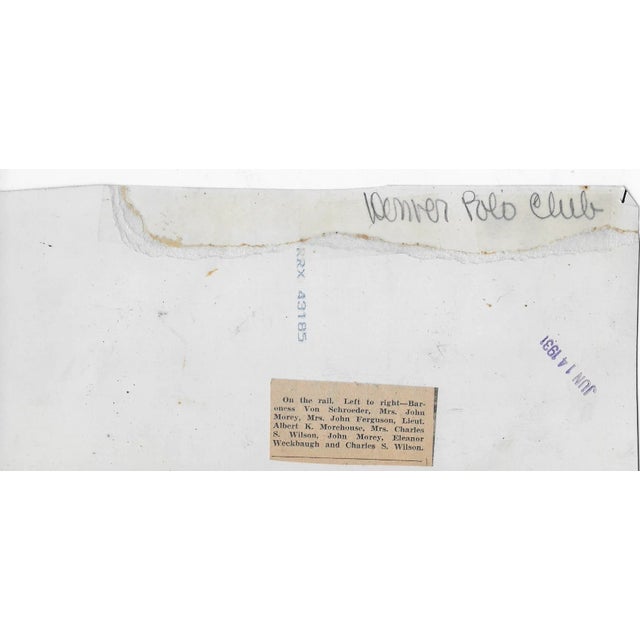 Denver Polo Club
RRX 43185
JUN 14 1931
On the rail. Left to right—Bar-
oness Von Schroeder, Mrs. John
Morey, Mrs. John Ferguson, Lieut.
Albert K. Morehouse, Mrs. Charles
S. Wilson, John Morey, Eleanor
Weckbaugh and Charles S. Wilson.